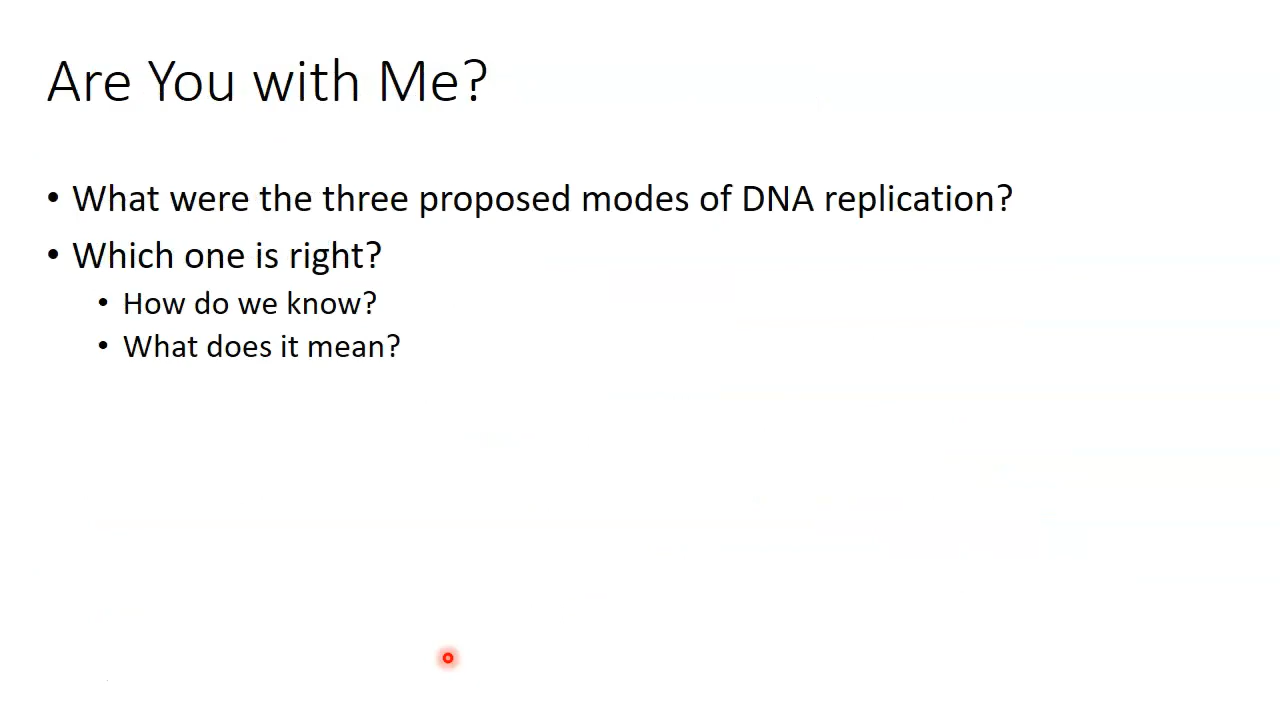 Are You with Me?
• What were the three proposed modes of DNA replication?
• Which one is right?
• How do we know?
• What does it mean?